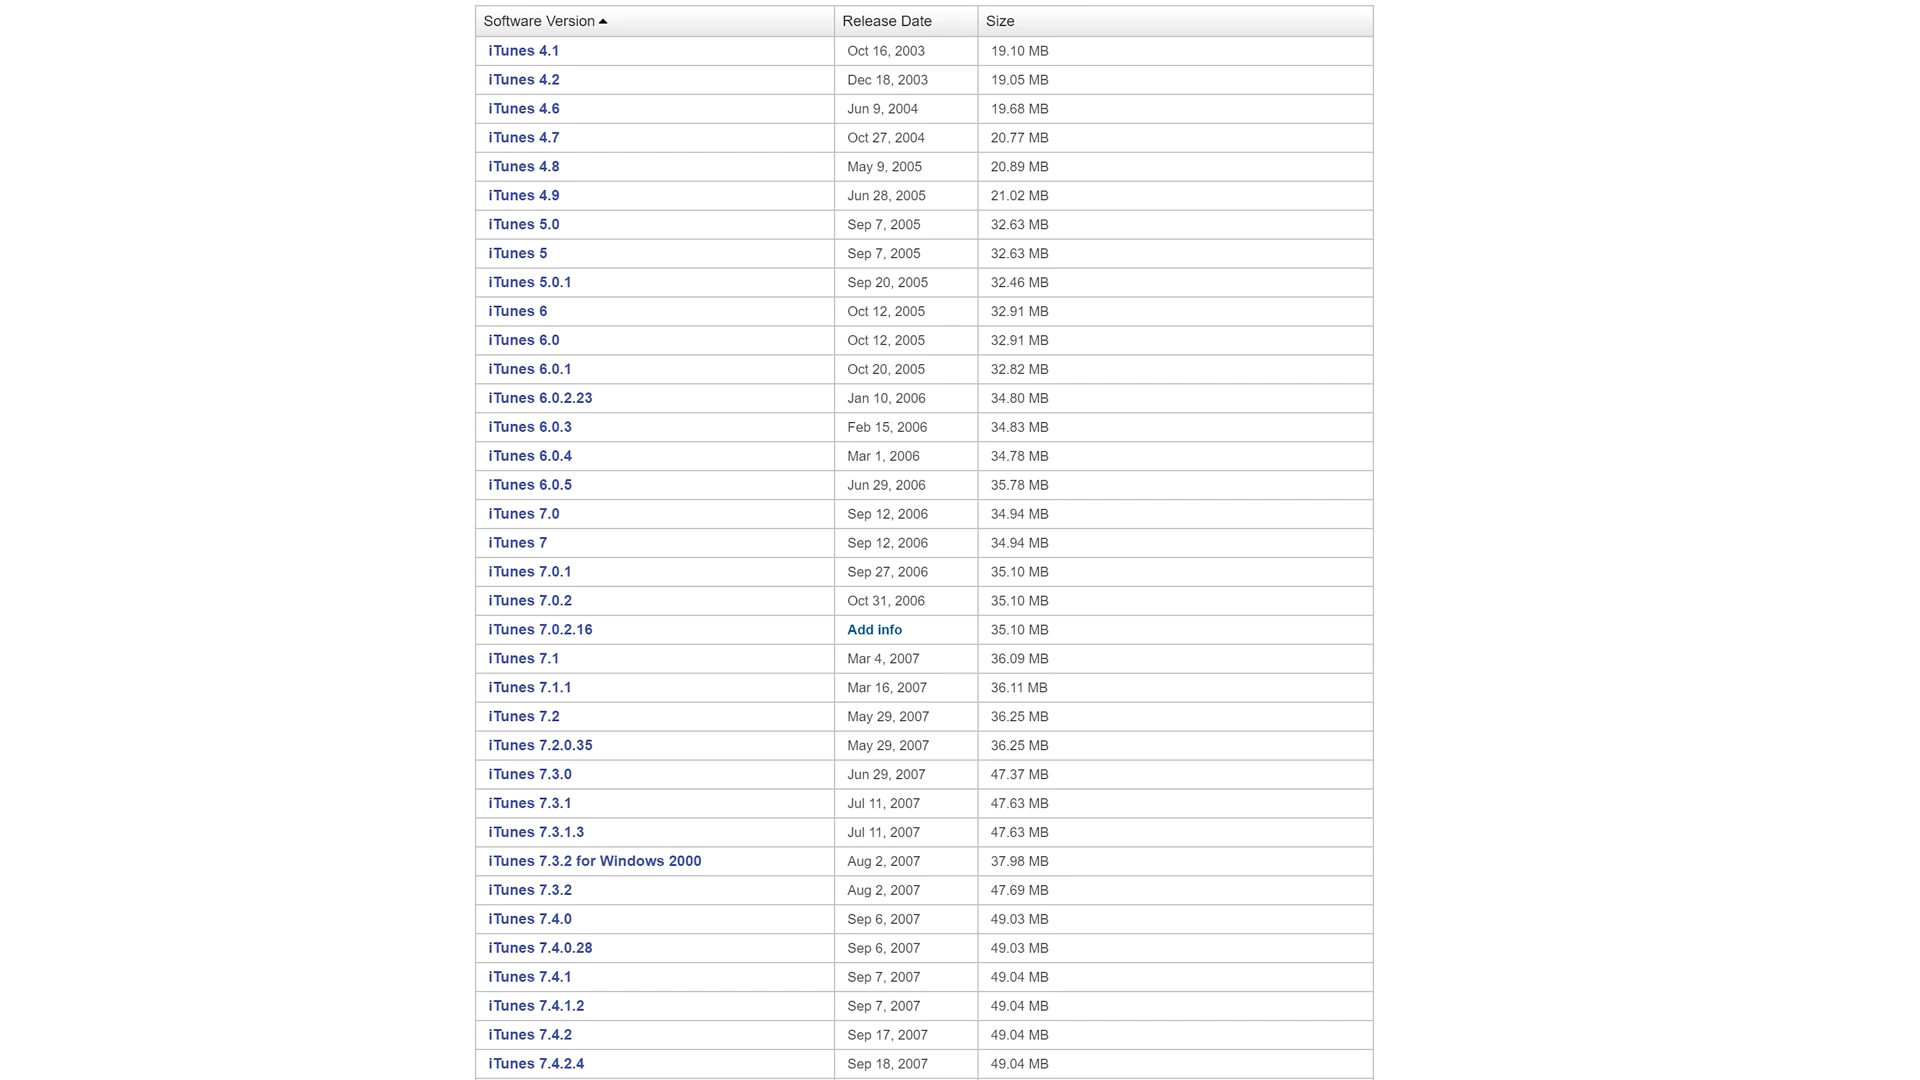 Software Version Release Date Size
iTunes 4.1 Oct 16, 2003 19.10 MB
iTunes 4.2 Dec 18, 2003 19.05 MB
iTunes 4.6 Jun 9, 2004 19.68 MB
iTunes 4.7 Oct 27, 2004 20.77 MB
iTunes 4.8 May 9, 2005 20.89 MB
iTunes 4.9 Jun 28, 2005 21.02 MB
iTunes 5.0 Sep 7, 2005 32.63 MB
iTunes 5 Sep 7, 2005 32.63 MB
iTunes 5.0.1 Sep 20, 2005 32.46 MB
iTunes 6 Oct 12, 2005 32.91 MB
iTunes 6.0 Oct 12, 2005 32.91 MB
iTunes 6.0.1 Oct 20, 2005 32.82 MB
iTunes 6.0.2.23 Jan 10, 2006 34.80 MB
iTunes 6.0.3 Feb 15, 2006 34.83 MB
iTunes 6.0.4 Mar 1, 2006 34.78 MB
iTunes 6.0.5 Jun 29, 2006 35.78 MB
iTunes 7.0 Sep 12, 2006 34.94 MB
iTunes 7 Sep 12, 2006 34.94 MB
iTunes 7.0.1 Sep 27, 2006 35.10 MB
iTunes 7.0.2 Oct 31, 2006 35.10 MB
iTunes 7.0.2.16 Add info 35.10 MB
iTunes 7.1 Mar 4, 2007 36.09 MB
iTunes 7.1.1 Mar 16, 2007 36.11 MB
iTunes 7.2 May 29, 2007 36.25 MB
iTunes 7.2.0.35 May 29, 2007 36.25 MB
iTunes 7.3.0 Jun 29, 2007 47.37 MB
iTunes 7.3.1 Jul 11, 2007 47.63 MB
iTunes 7.3.1.3 Jul 11, 2007 47.63 MB
iTunes 7.3.2 for Windows 2000 Aug 2, 2007 37.98 MB
iTunes 7.3.2 Aug 2, 2007 47.69 MB
iTunes 7.4.0 Sep 6, 2007 49.03 MB
iTunes 7.4.0.28 Sep 6, 2007 49.03 MB
iTunes 7.4.1 Sep 7, 2007 49.04 MB
iTunes 7.4.1.2 Sep 7, 2007 49.04 MB
iTunes 7.4.2 Sep 17, 2007 49.04 MB
iTunes 7.4.2.4 Sep 18, 2007 49.04 MB